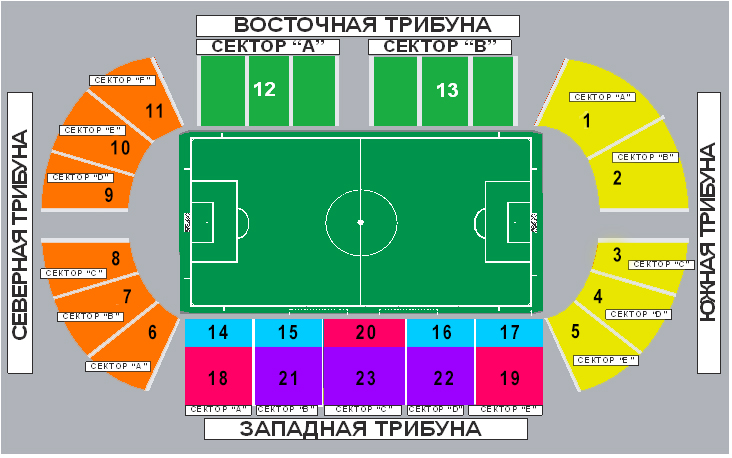 ВОСТОЧНАЯ ТРИБУНА
СЕКТОР “А”
СЕКТОР “В”
12
13
СЕКТОР “F”
11
СЕКТОР “E”
10
СЕКТОР “D”
9
СЕВЕРНАЯ ТРИБУНА
8
СЕКТОР “C”
7
СЕКТОР “B”
6
СЕКТОР “A”
СЕКТОР “A”
1
СЕКТОР “B”
2
ЮЖНАЯ ТРИБУНА
3
СЕКТОР “C”
4
СЕКТОР “D”
5
СЕКТОР “E”
14 15 20 16 17
18 21 23 22 19
СЕКТОР “A” СЕКТОР “B” СЕКТОР “C” СЕКТОР “D” СЕКТОР “E”
ЗАПАДНАЯ ТРИБУНА